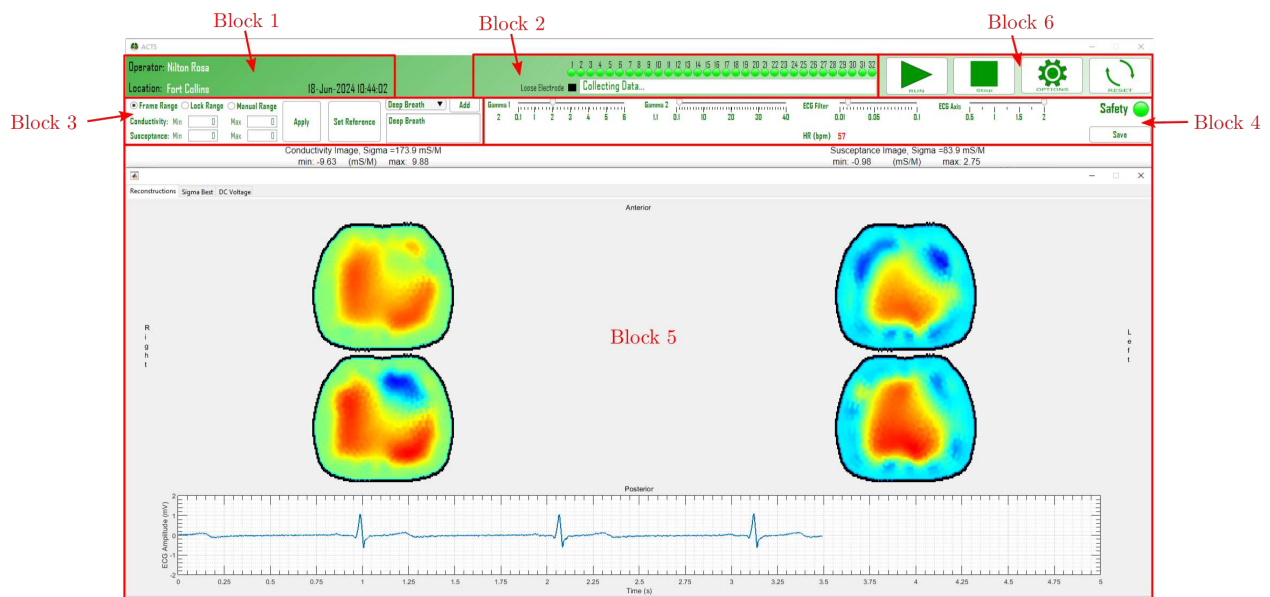 Block 1
Block 2
Block 6
ACT5
Operator: Nilton Rosa
1 2 3 4 5 6 7 8 9 10 11 12 13 14 15 16 17 18 19 20 21 22 23 24 25 26 27 28 29 30 31 32
Location: Fort Collins 18-Jun-2024 10:44:02
Loose Electrode Collecting Data...
RUN STOP OPTIONS RESET
Block 3
Frame Range Lock Range Manual Range
Conductivity: Min 0 Max 0
Susceptance: Min 0 Max 0
Apply
Set Reference
Deep Breath Add
Deep Breath
Gamma 1 Gamma 2 ECG Filter ECG Axis Safety
2 0.1 1 2 3 4 5 1.1 0.1 10 20 30 40 0.01 0.05 0.1 0.5 1 1.5 2
HR (bpm) 57 Save
Block 4
Conductivity Image, Sigma =173.9 mS/M
min: -9.63 (mS/M) max: 9.88
Susceptance Image, Sigma =83.9 mS/M
min: -0.98 (mS/M) max: 2.75
Reconstructions Sigma Best DC Voltage
Anterior
Right
Block 5
Left
Posterior
ECG Amplitude (mV)
2
1
0
-1
-2
0 0.25 0.5 0.75 1 1.25 1.5 1.75 2 2.25 2.5 2.75 3 3.25 3.5 3.75 4 4.25 4.5 4.75 5
Time (s)